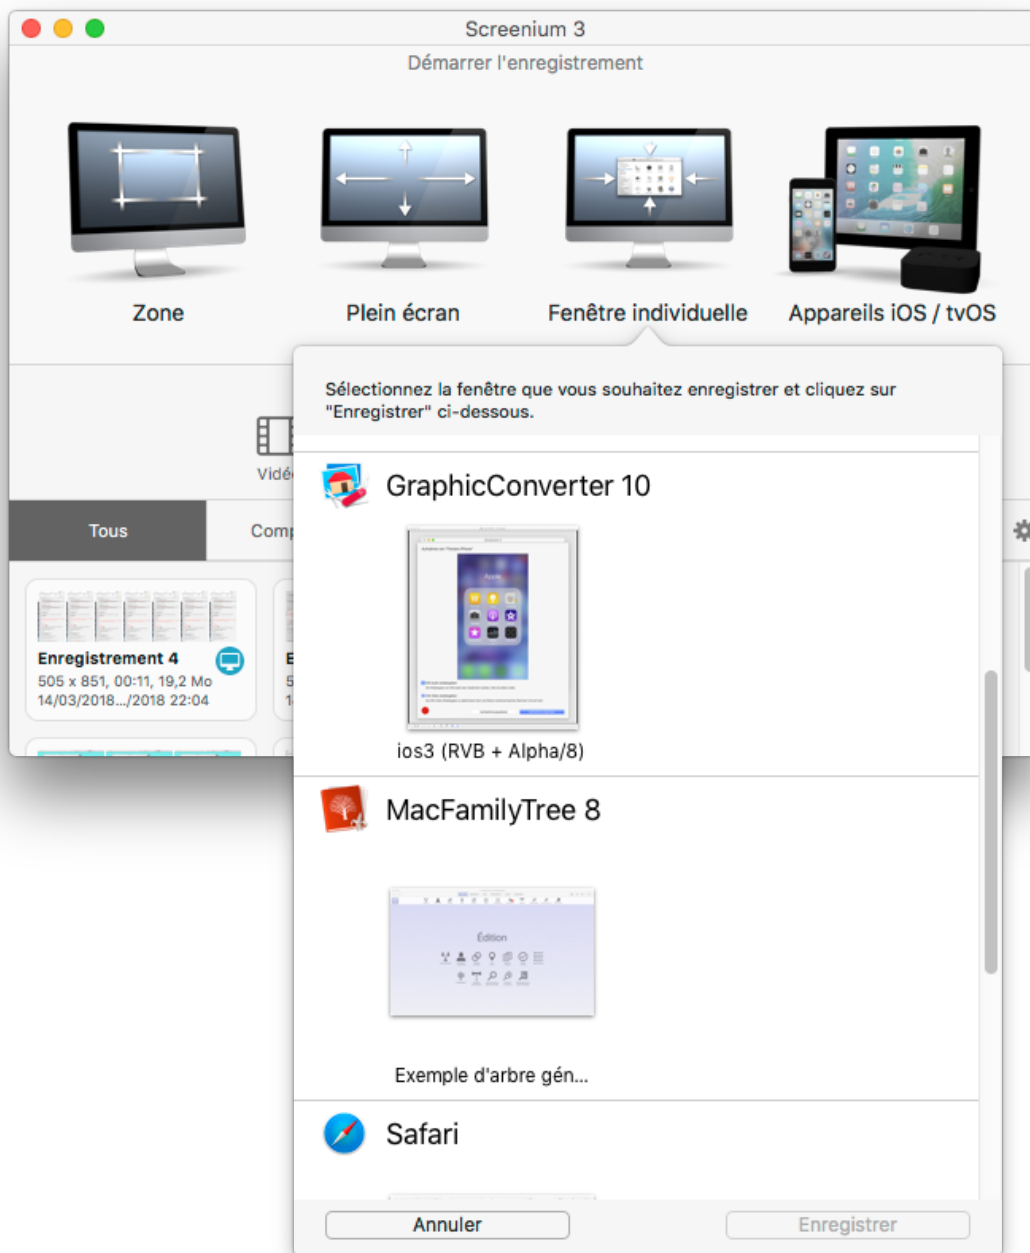 Screenium 3
Démarrer l'enregistrement
Zone
Plein écran
Fenêtre individuelle
Appareils iOS / tvOS
Sélectionnez la fenêtre que vous souhaitez enregistrer et cliquez sur
"Enregistrer" ci-dessous.
GraphicConverter 10
ios3 (RVB + Alpha/8)
MacFamilyTree 8
Édition
Exemple d'arbre gén...
Safari
Annuler
Enregistrer
Tous
Enregistrement 4
505 x 851, 00:11, 19,2 Mo
14/03/2018.../2018 22:04